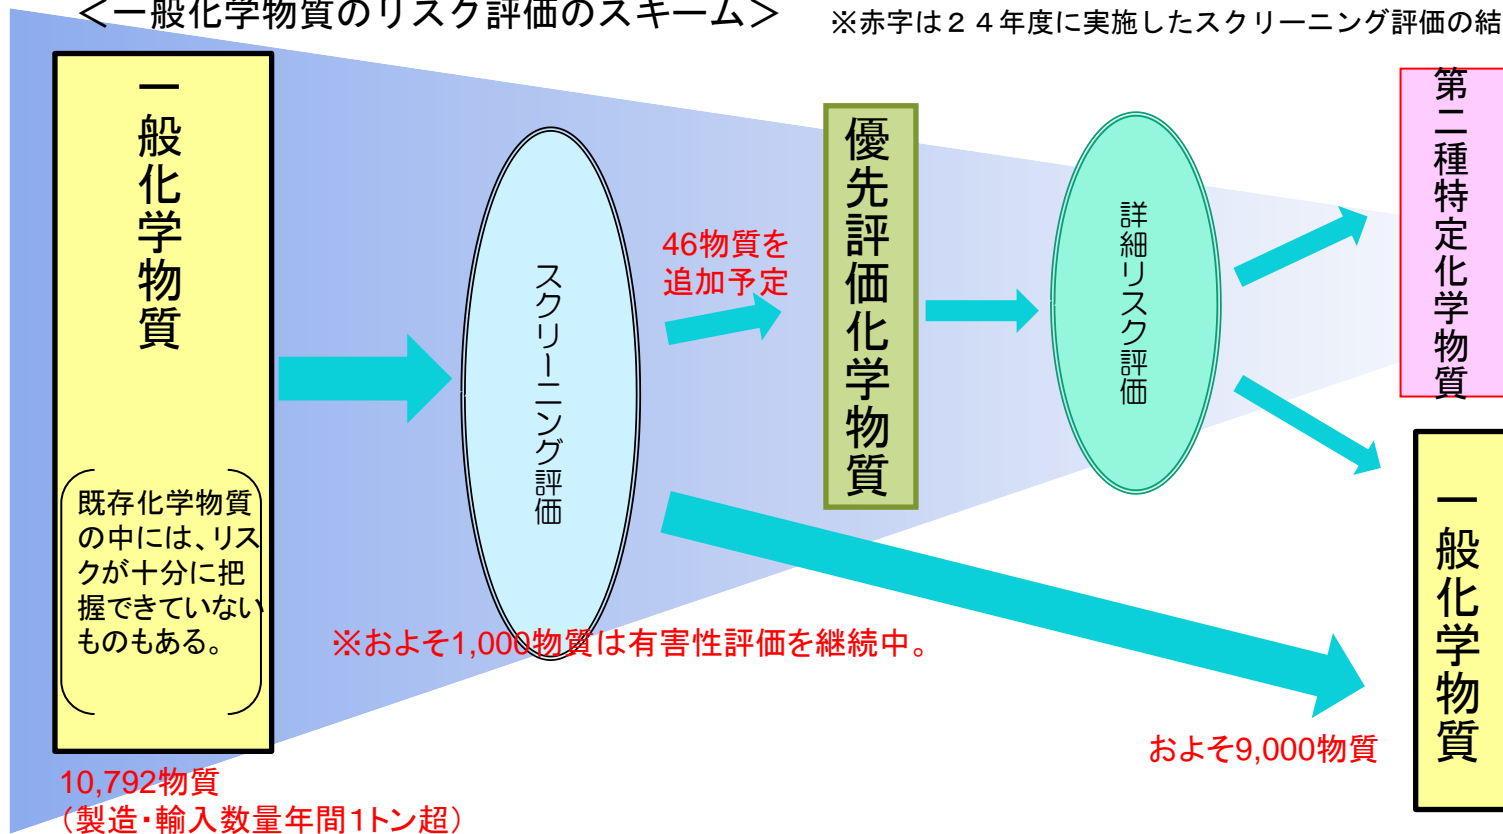 ＜一般化学物質のリスク評価のスキーム＞
※赤字は２４年度に実施したスクリーニング評価の結
一般化学物質
既存化学物質
の中には、リス
クが十分に把
握できていない
ものもある。
10,792物質
（製造・輸入数量年間１トン超）
スクリーニング評価
※およそ1,000物質は有害性評価を継続中。
46物質を
追加予定
優先評価化学物質
詳細リスク評価
第二種特定化学物質
一般化学物質
およそ9,000物質